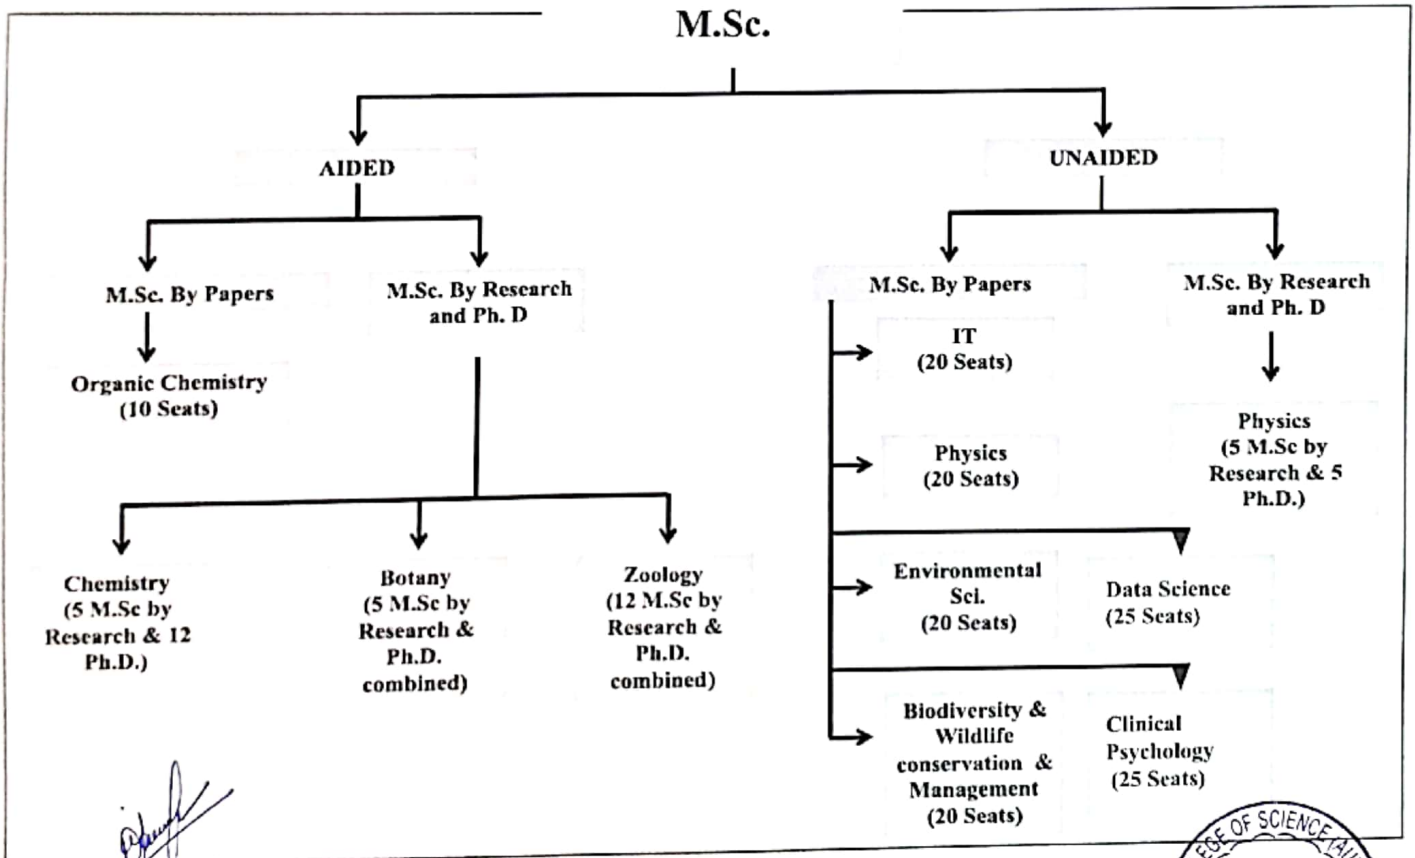 M.Sc.
AIDED
UNAIDED
M.Sc. By Papers
M.Sc. By Research
and Ph. D
M.Sc. By Papers
M.Sc. By Research
and Ph. D
Organic Chemistry
(10 Seats)
IT
(20 Seats)
Physics
(20 Seats)
Physics
(5 M.Sc by
Research & 5
Ph.D.)
Chemistry
(5 M.Sc by
Research & 12
Ph.D.)
Botany
(5 M.Sc by
Research &
Ph.D.
combined)
Zoology
(12 M.Sc by
Research &
Ph.D.
combined)
Environmental
Sci.
(20 Seats)
Data Science
(25 Seats)
Biodiversity &
Wildlife
conservation &
Management
(20 Seats)
Clinical
Psychology
(25 Seats)
OF SCIENCE